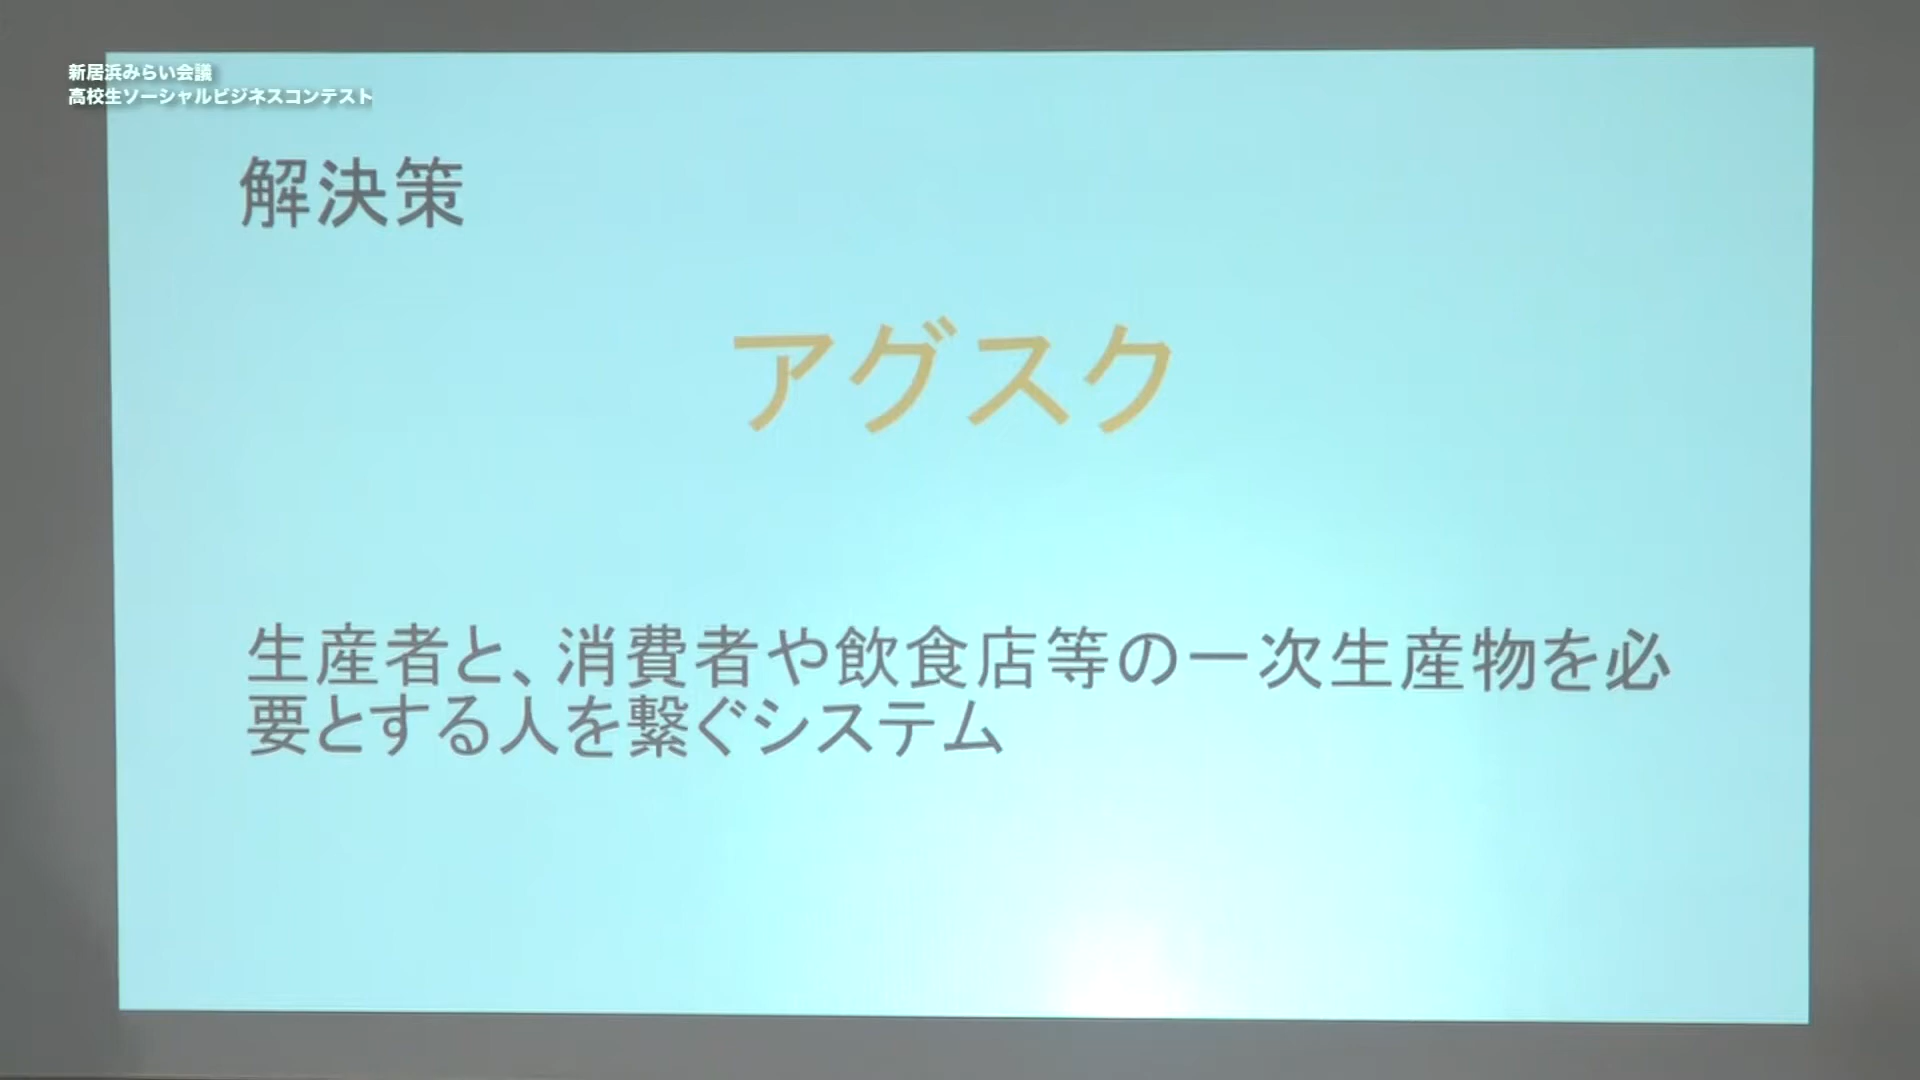 新居浜みらい会議
高校生ソーシャルビジネスコンテスト
解決策
アグスク
生産者と、消費者や飲食店等の一次生産物を必
要とする人を繋ぐシステム